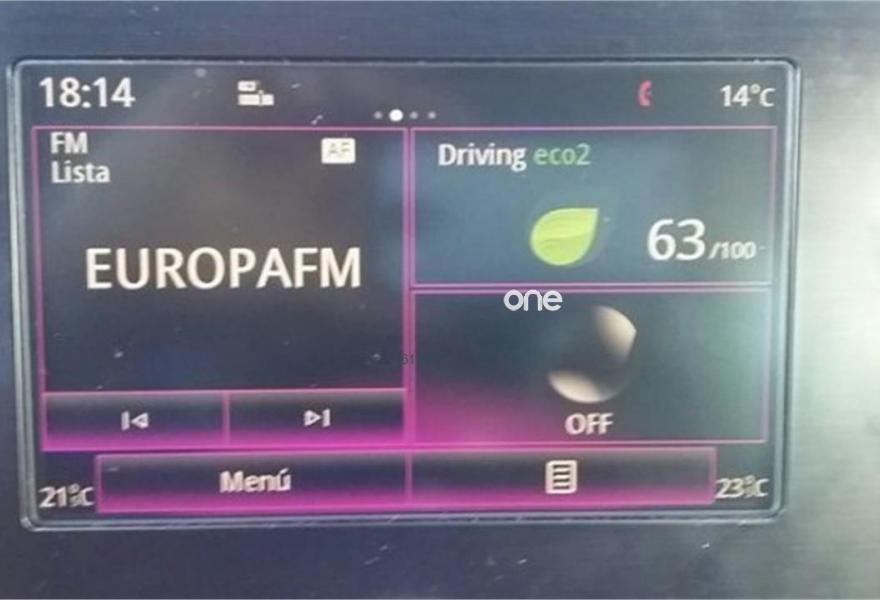 18:14
14°C
FM
Lista
AF
EUROPAFM
Driving eco2
63/100
one
OFF
Menú
21°C
23°C